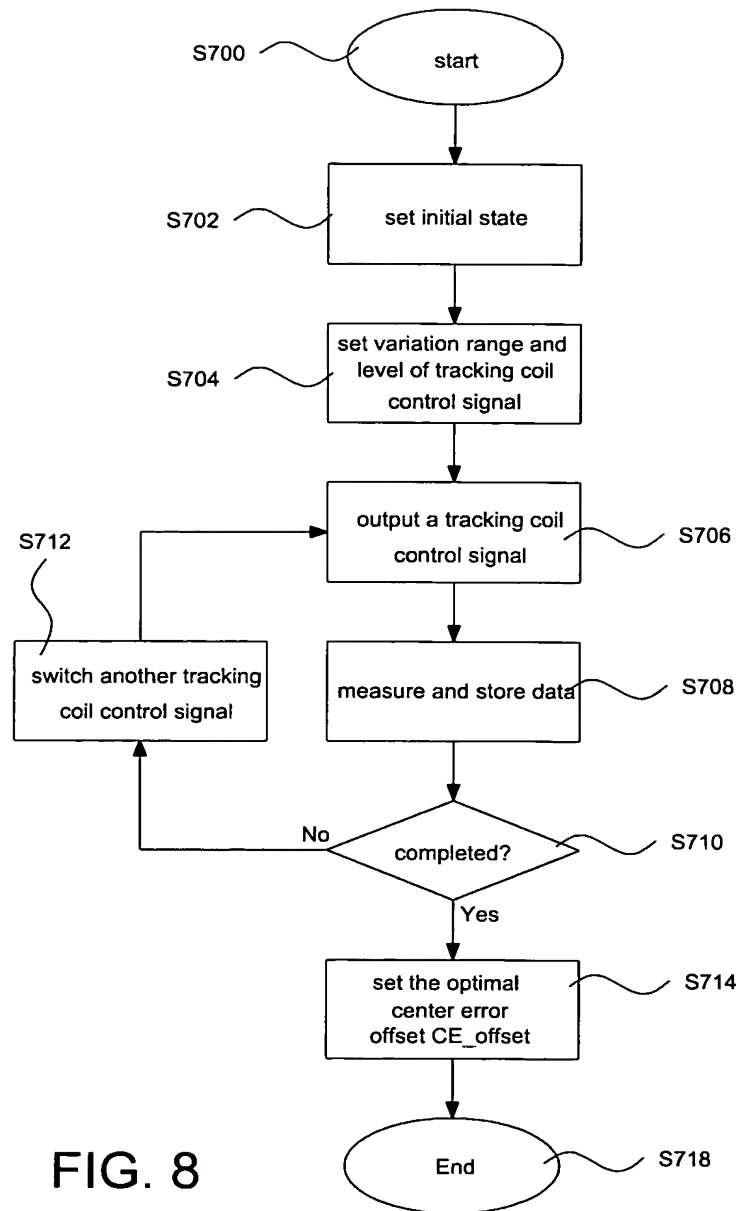 S700
start
S702
set initial state
S704
set variation range and
level of tracking coil
control signal
output a tracking coil
control signal
S706
S712
switch another tracking
coil control signal
measure and store data
S708
No
completed?
S710
Yes
set the optimal
center error
offset CE_offset
S714
End
S718
FIG. 8